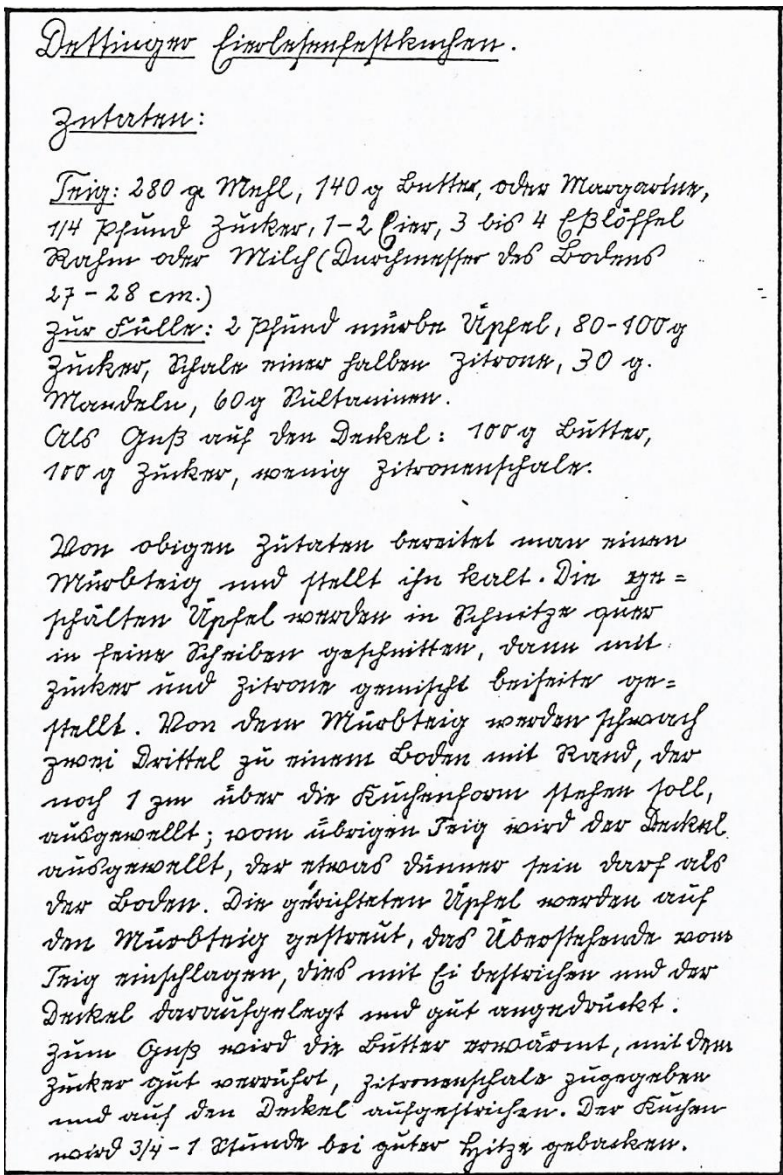 Dettinger Eierlesenfestkuchen.
Zutaten:
Teig: 280 g Mehl, 140 g Butter, oder Margarine,
1/4 Pfund Zucker, 1-2 Eier, 3 bis 4 Eßlöffel
Rahm oder Milch (Durchmesser des Bodens
27 - 28 cm.)
Zur Fülle: 2 Pfund mürbe Äpfel, 80-100 g
Zucker, Schale einer halben Zitrone, 30 g.
Mandeln, 60 g Sultaninen.
Als Guß auf den Deckel: 100 g Butter,
100 g Zucker, wenig Zitronenschale.
Von obigen Zutaten bereitet man einen
Mürbteig und stellt ihn kalt. Die ge=
schälten Äpfel werden in Schnitze quer
in feine Scheiben geschnitten, dann mit
Zucker und Zitrone gemischt beiseite ge=
stellt. Von dem Mürbteig werden schwach
zwei Drittel zu einem Boden mit Rand, der
noch 1 zm über die Kuchenform stehen soll,
ausgewellt; vom übrigen Teig wird der Deckel
ausgewellt, der etwas dünner sein darf als
der Boden. Die gerichteten Äpfel werden auf
den Mürbteig gestreut, das Überstehende vom
Teig einschlagen, dies mit Ei bestrichen und der
Deckel daraufgelegt und gut angedrückt.
Zum Guß wird die Butter erwärmt, mit dem
Zucker gut verrührt, Zitronenschale zugegeben
und auf den Deckel aufgestrichen. Der Kuchen
wird 3/4 - 1 Stunde bei guter Hitze gebacken.